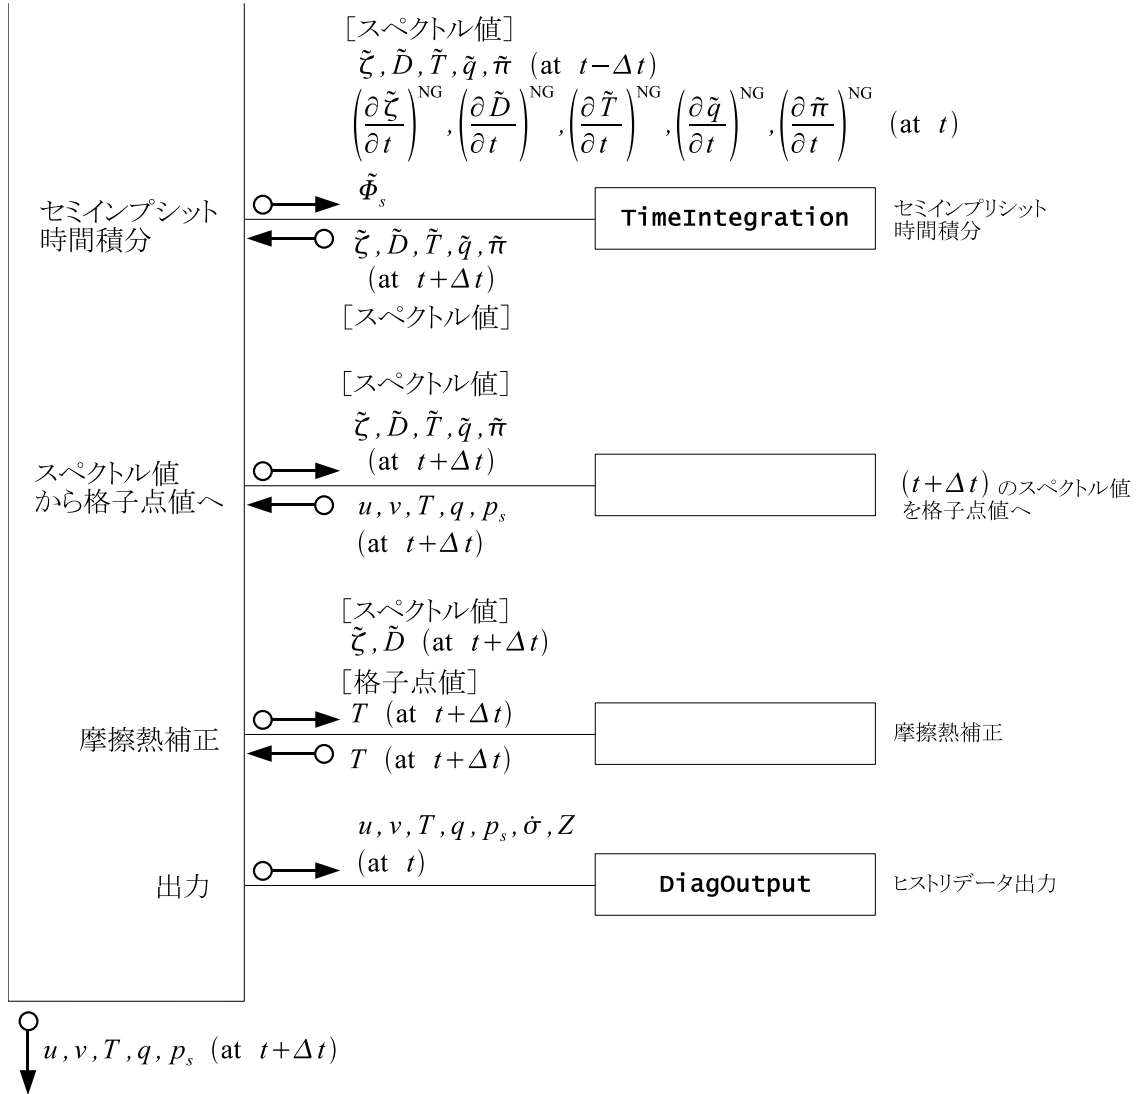 [スペクトル値]
ζ̃, D̃, T̃, q̃, π̃ (at t−Δt)
(∂ζ̃/∂t)^NG, (∂D̃/∂t)^NG, (∂T̃/∂t)^NG, (∂q̃/∂t)^NG, (∂π̃/∂t)^NG (at t)
Φ̃_s
セミインプシット
時間積分
TimeIntegration
セミインプリシット
時間積分
ζ̃, D̃, T̃, q̃, π̃
(at t+Δt)
[スペクトル値]
[スペクトル値]
ζ̃, D̃, T̃, q̃, π̃
(at t+Δt)
スペクトル値
から格子点値へ
(t+Δt) のスペクトル値
を格子点値へ
u, v, T, q, p_s
(at t+Δt)
[スペクトル値]
ζ̃, D̃ (at t+Δt)
[格子点値]
T (at t+Δt)
摩擦熱補正
摩擦熱補正
T (at t+Δt)
u, v, T, q, p_s, σ̇, Z
(at t)
出力
DiagOutput
ヒストリデータ出力
u, v, T, q, p_s (at t+Δt)